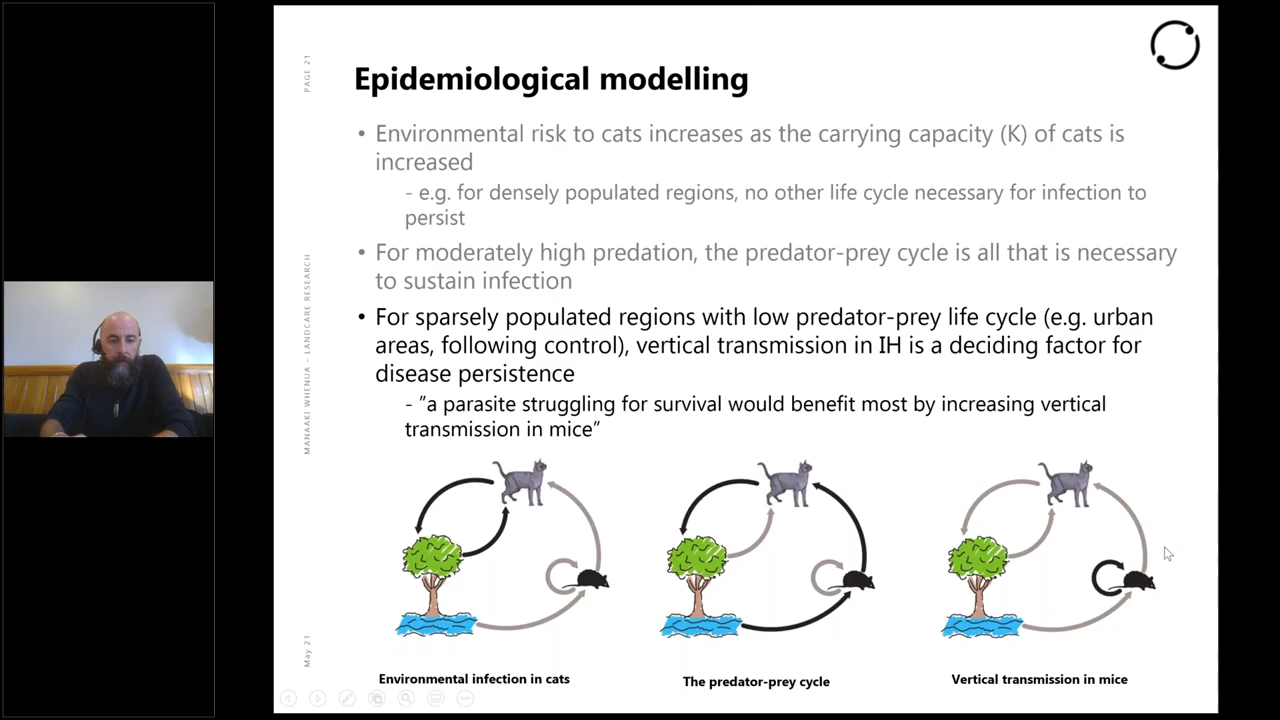 PAGE 21
Epidemiological modelling
• Environmental risk to cats increases as the carrying capacity (K) of cats is
increased
- e.g. for densely populated regions, no other life cycle necessary for infection to
persist
• For moderately high predation, the predator-prey cycle is all that is necessary
to sustain infection
MANAAKI WHENUA – LANDCARE RESEARCH
• For sparsely populated regions with low predator-prey life cycle (e.g. urban
areas, following control), vertical transmission in IH is a deciding factor for
disease persistence
- "a parasite struggling for survival would benefit most by increasing vertical
transmission in mice"
May 21
Environmental infection in cats
The predator-prey cycle
Vertical transmission in mice